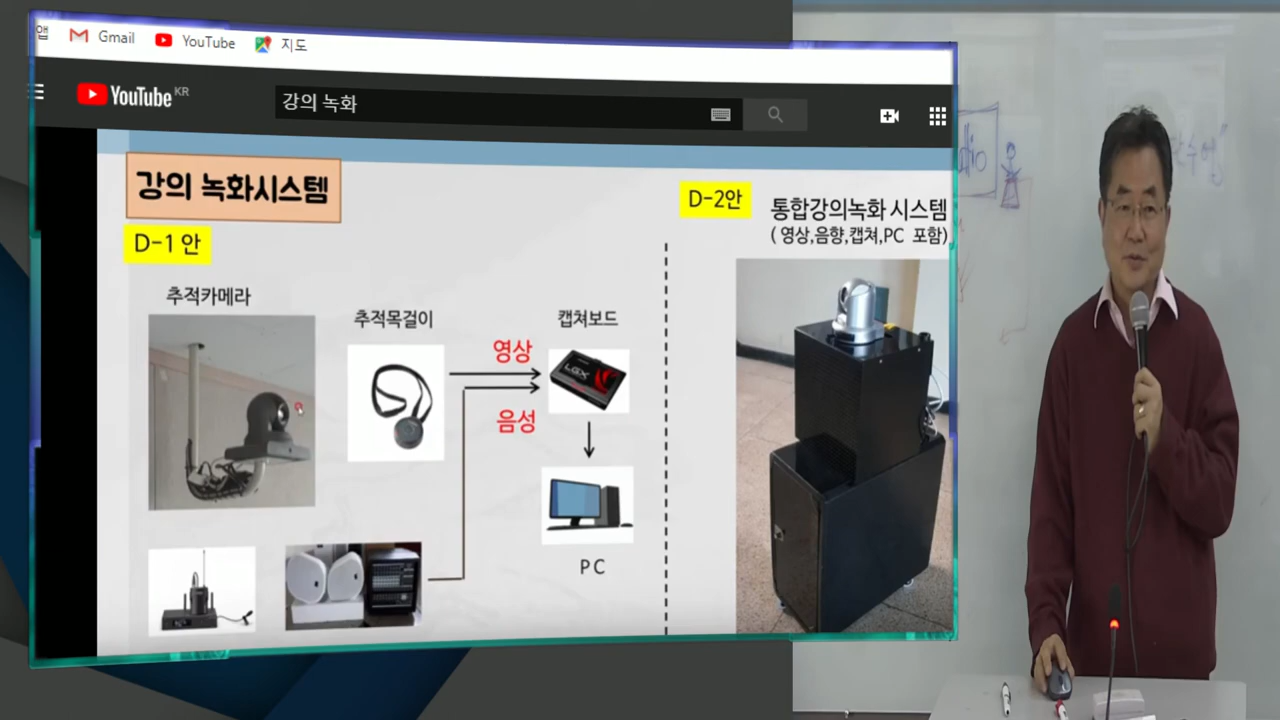 앱 Gmail YouTube 지도
YouTube KR
강의 녹화
강의 녹화시스템
D-1 안
추적카메라
추적목걸이
캡쳐보드
영상
음성
LGX
PC
D-2안
통합강의녹화 시스템
( 영상,음향,캡쳐,PC 포함)